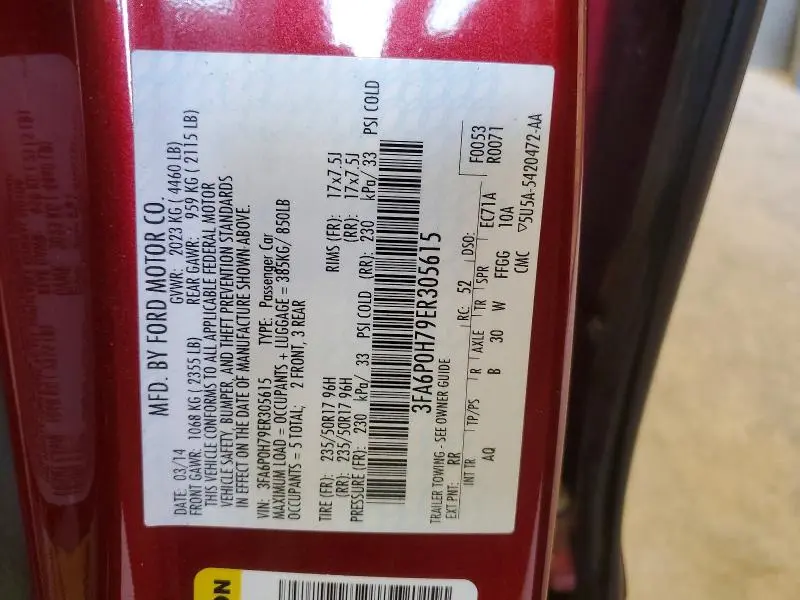 MFD. BY FORD MOTOR CO.
DATE: 03/14 GVWR: 2023 KG ( 4460 LB)
FRONT GAWR: 1068 KG ( 2355 LB) REAR GAWR: 959 KG ( 2115 LB)
THIS VEHICLE CONFORMS TO ALL APPLICABLE FEDERAL MOTOR
VEHICLE SAFETY, BUMPER, AND THEFT PREVENTION STANDARDS
IN EFFECT ON THE DATE OF MANUFACTURE SHOWN ABOVE.
VIN: 3FA6P0H79ER305615 TYPE: Passenger Car
MAXIMUM LOAD = OCCUPANTS + LUGGAGE = 385KG/ 850LB
OCCUPANTS = 5 TOTAL: 2 FRONT, 3 REAR
TIRE (FR): 235/50R17 96H RIMS (FR): 17x7.5J
(RR): 235/50R17 96H (RR): 17x7.5J
PRESSURE (FR): 230 kPa/ 33 PSI COLD (RR): 230 kPa/ 33 PSI COLD
3FA6P0H79ER305615
TRAILER TOWING - SEE OWNER GUIDE
EXT PNT: RR RC: 52 DSO: F0053
R0071
INT TR TP/PS R AXLE TR SPR EC71A
AQ B 30 W FFGG 10A
CMC ▽5U5A-5420472-AA
ON